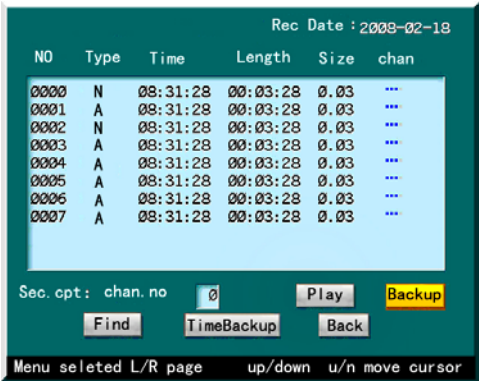 Rec Date : 2008-02-18
NO Type Time Length Size chan
0000 N 08:31:28 00:03:28 0.03
0001 A 08:31:28 00:03:28 0.03
0002 N 08:31:28 00:03:28 0.03
0003 A 08:31:28 00:03:28 0.03
0004 A 08:31:28 00:03:28 0.03
0005 A 08:31:28 00:03:28 0.03
0006 A 08:31:28 00:03:28 0.03
0007 A 08:31:28 00:03:28 0.03
Sec.cpt: chan.no 0 Play Backup
Find TimeBackup Back
Menu seleted L/R page up/down u/n move cursor